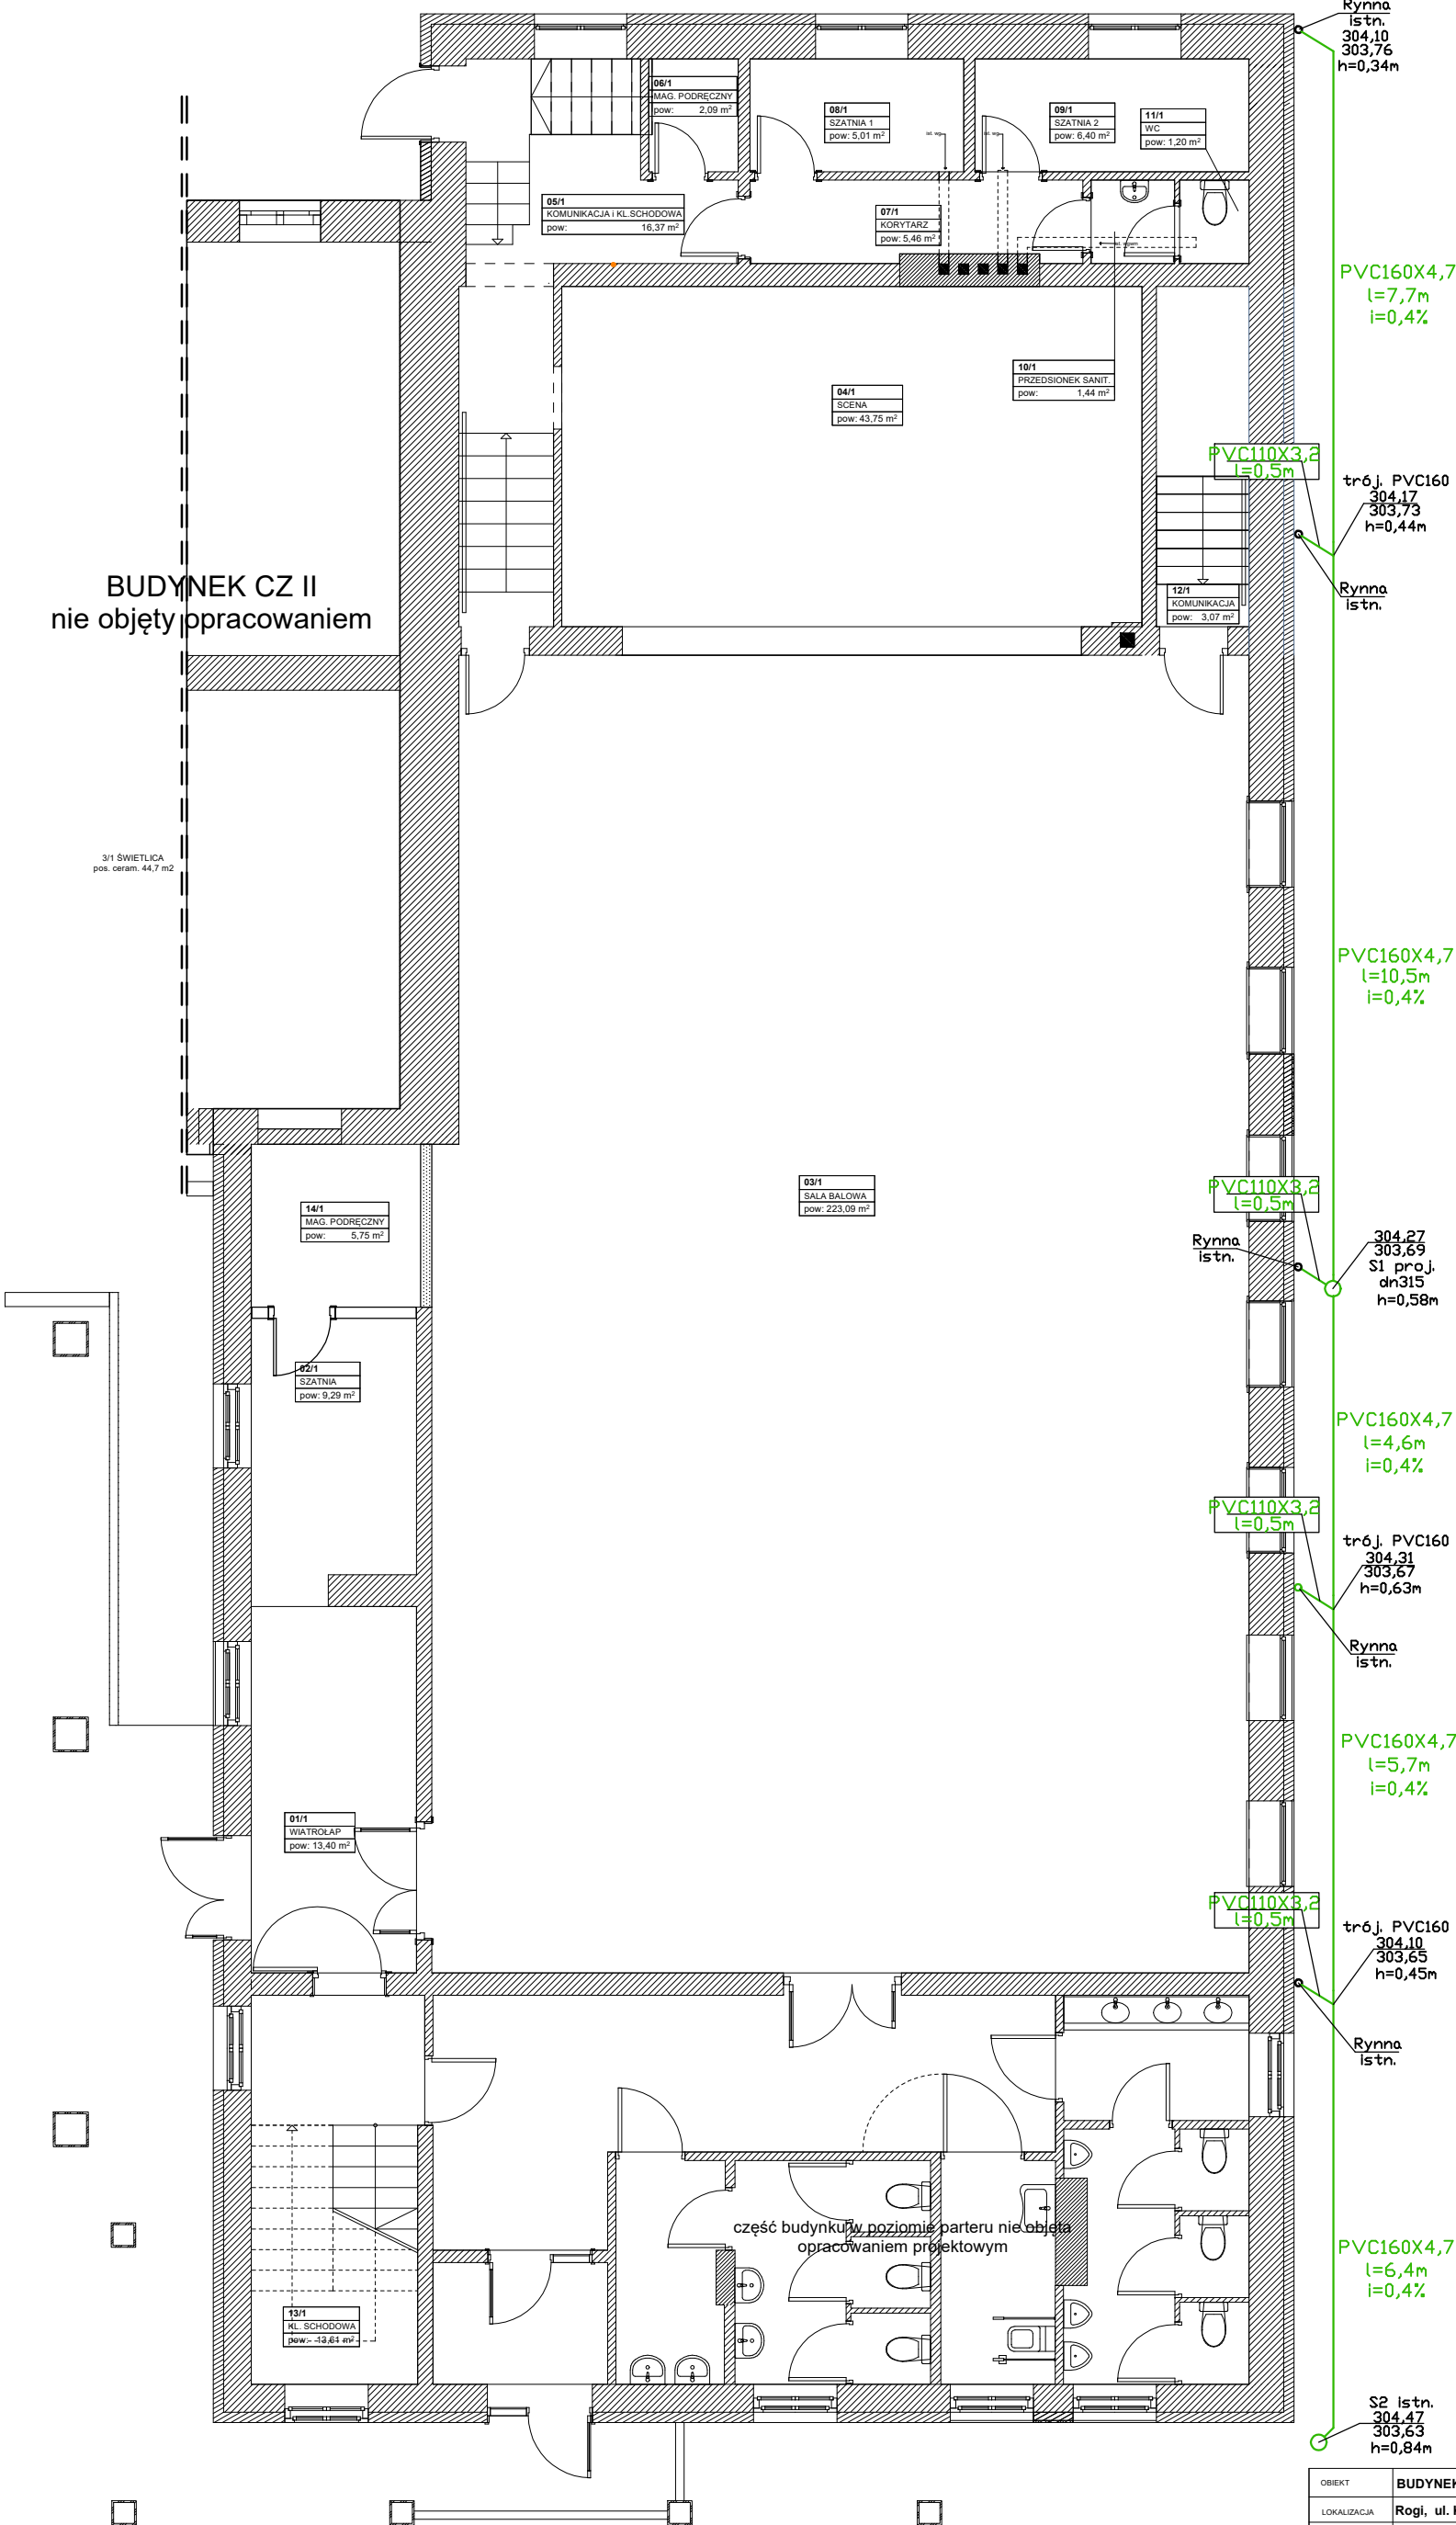 Rynna
istn.
304,10
303,76
h=0,34m
06/1
MAG. PODRĘCZNY
pow: 2,09 m²
08/1
SZATNIA 1
pow: 5,01 m²
09/1
SZATNIA 2
pow: 6,40 m²
11/1
WC
pow: 1,20 m²
05/1
KOMUNIKACJA i KL.SCHODOWA
pow: 16,37 m²
07/1
KORYTARZ
pow: 5,46 m²
PVC160X4,7
l=7,7m
i=0,4%
10/1
PRZEDSIONEK SANIT.
pow: 1,44 m²
04/1
SCENA
pow: 43,75 m²
PVC110X3,2
l=0,5m
trój. PVC160
304,17
303,73
h=0,44m
Rynna
istn.
BUDYNEK CZ II
nie objęty opracowaniem
12/1
KOMUNIKACJA
pow: 3,07 m²
3/1 ŚWIETLICA
pos. ceram. 44,7 m2
PVC160X4,7
l=10,5m
i=0,4%
03/1
SALA BALOWA
pow: 223,09 m²
PVC110X3,2
l=0,5m
14/1
MAG. PODRĘCZNY
pow: 5,75 m²
Rynna
istn.
304,27
303,69
S1 proj.
dn315
h=0,58m
02/1
SZATNIA
pow: 9,29 m²
PVC160X4,7
l=4,6m
i=0,4%
PVC110X3,2
l=0,5m
trój. PVC160
304,31
303,67
h=0,63m
Rynna
istn.
PVC160X4,7
l=5,7m
i=0,4%
01/1
WIATROŁAP
pow: 13,40 m²
PVC110X3,2
l=0,5m
trój. PVC160
304,10
303,65
h=0,45m
Rynna
istn.
część budynku w poziomie parteru nie objęta
opracowaniem projektowym
PVC160X4,7
l=6,4m
i=0,4%
13/1
KL. SCHODOWA
pow: 13,61 m²
S2 istn.
304,47
303,63
h=0,84m
OBIEKT BUDYNEK
LOKALIZACJA Rogi, ul.